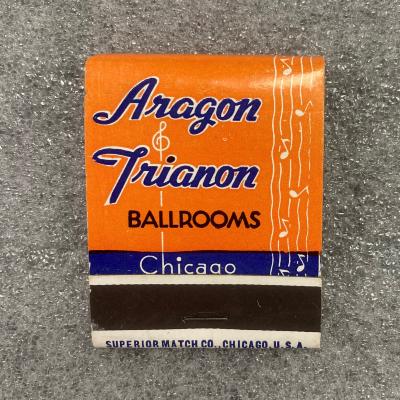 Aragon
Trianon
BALLROOMS
Chicago
SUPERIOR MATCH CO., CHICAGO, U.S.A.